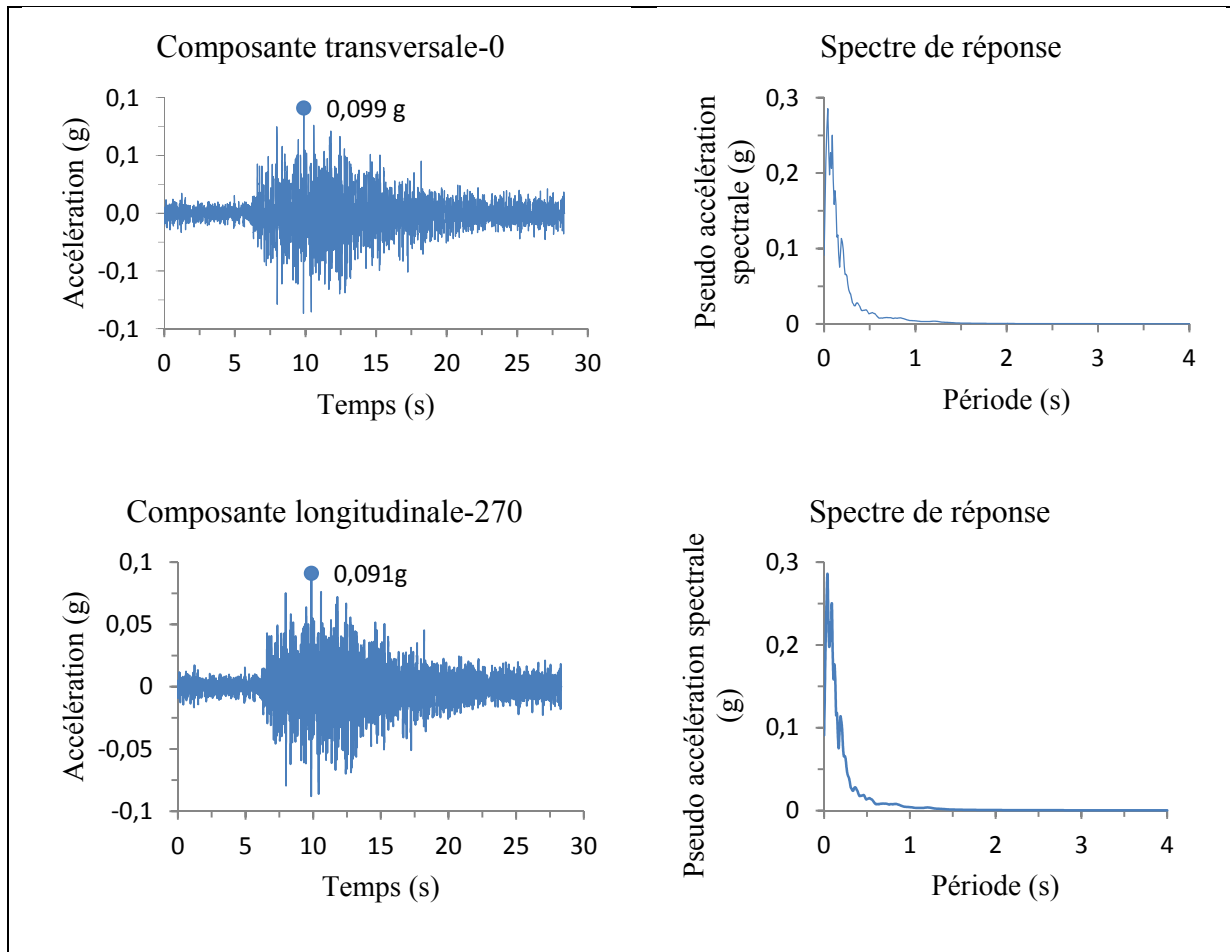 Composante transversale-0
Accélération (g)
0,1
0,1
0,0
-0,1
-0,1
0,099 g
0 5 10 15 20 25 30
Temps (s)
Spectre de réponse
Pseudo accélération
spectrale (g)
0,3
0,2
0,1
0
0 1 2 3 4
Période (s)
Composante longitudinale-270
Accélération (g)
0,1
0,05
0
-0,05
-0,1
0,091g
0 5 10 15 20 25 30
Temps (s)
Spectre de réponse
Pseudo accélération spectrale
(g)
0,3
0,2
0,1
0
0 1 2 3 4
Période (s)